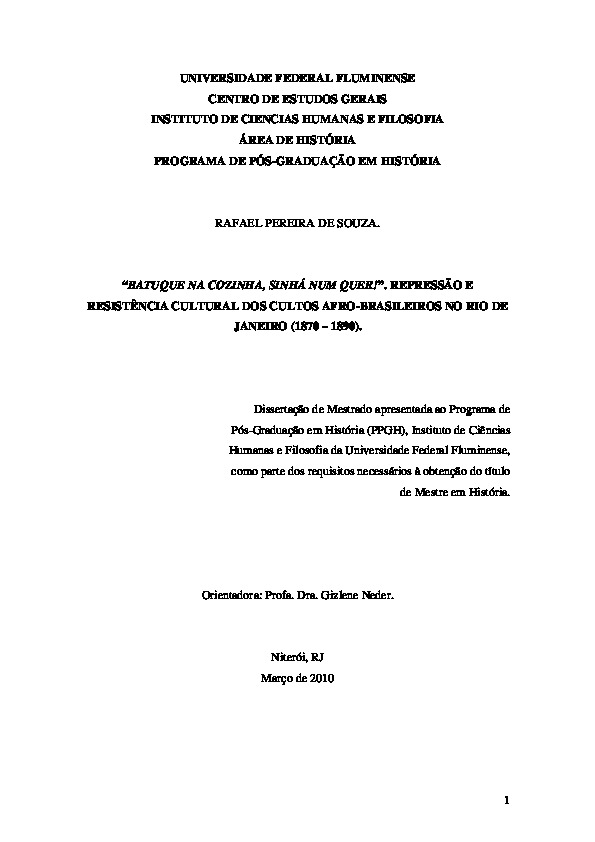 UNIVERSIDADE FEDERAL FLUMINENSE
CENTRO DE ESTUDOS GERAIS
INSTITUTO DE CIENCIAS HUMANAS E FILOSOFIA
ÁREA DE HISTÓRIA
PROGRAMA DE PÓS-GRADUAÇÃO EM HISTÓRIA
RAFAEL PEREIRA DE SOUZA.
“BATUQUE NA COZINHA, SINHÁ NUM QUER!”. REPRESSÃO E
RESISTÊNCIA CULTURAL DOS CULTOS AFRO-BRASILEIROS NO RIO DE
JANEIRO (1870 – 1890).
Dissertação de Mestrado apresentada ao Programa de
Pós-Graduação em História (PPGH), Instituto de Ciências
Humanas e Filosofia da Universidade Federal Fluminense,
como parte dos requisitos necessários à obtenção do título
de Mestre em História.
Orientadora: Profa. Dra. Gizlene Neder.
Niterói, RJ
Março de 2010
1